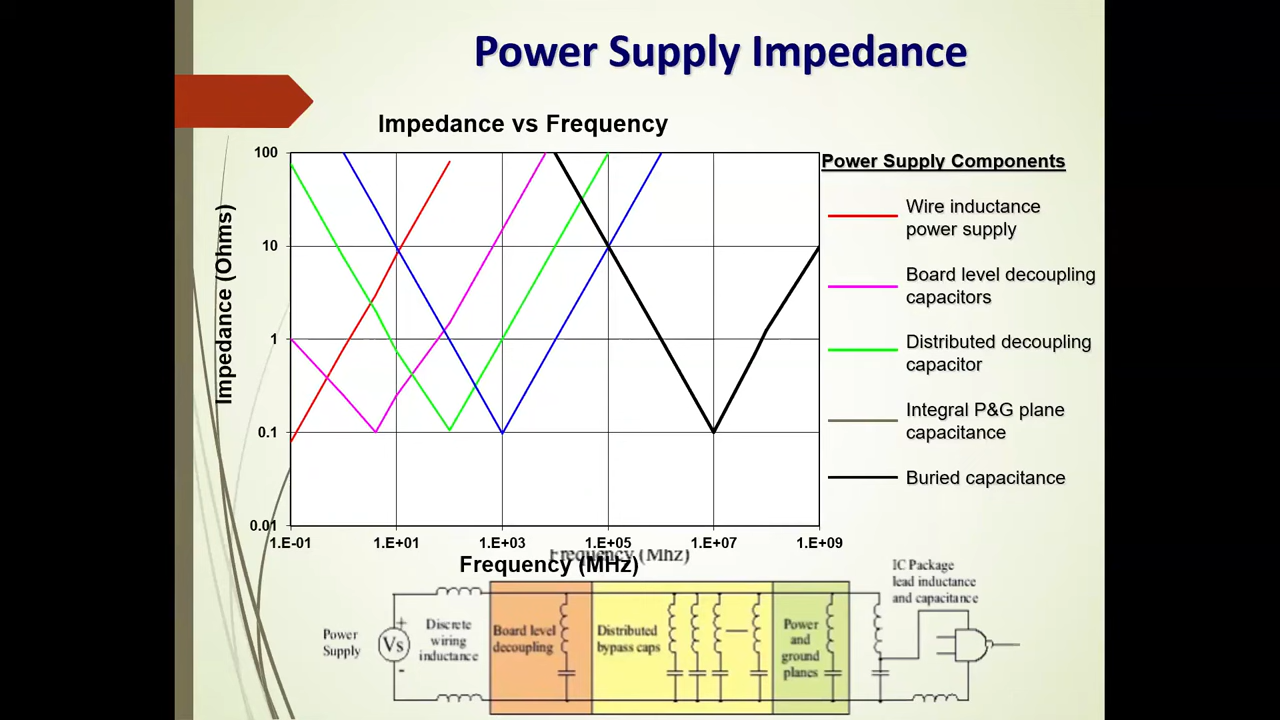 Power Supply Impedance
Impedance vs Frequency
Impedance (Ohms)
100
10
1
0.1
0.01
1.E-01
1.E+01
1.E+03
1.E+05
1.E+07
1.E+09
Frequency (Mhz)
Frequency (MHz)
Power Supply Components
Wire inductance
power supply
Board level decoupling
capacitors
Distributed decoupling
capacitor
Integral P&G plane
capacitance
Buried capacitance
Power
Supply
+
Vs
-
Discrete
wiring
inductance
Board level
decoupling
Distributed
bypass caps
Power
and
ground
planes
IC Package
lead inductance
and capacitance